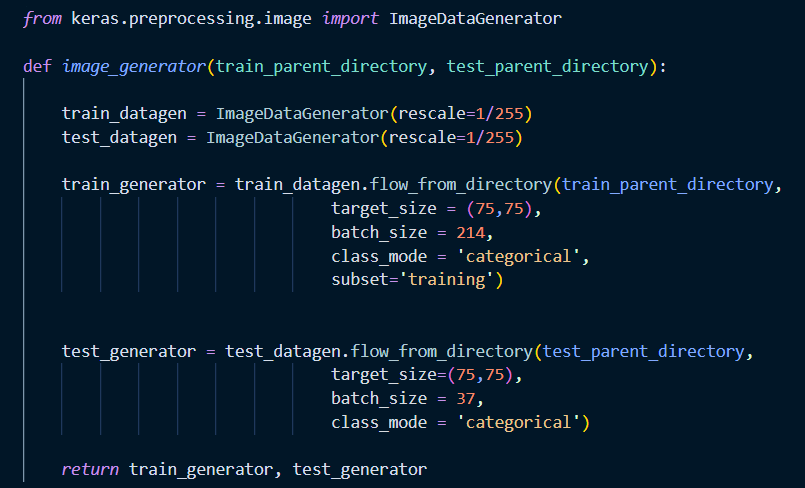 from keras.preprocessing.image import ImageDataGenerator
def image_generator(train_parent_directory, test_parent_directory):
train_datagen = ImageDataGenerator(rescale=1/255)
test_datagen = ImageDataGenerator(rescale=1/255)
train_generator = train_datagen.flow_from_directory(train_parent_directory,
target_size = (75,75),
batch_size = 214,
class_mode = 'categorical',
subset='training')
test_generator = test_datagen.flow_from_directory(test_parent_directory,
target_size=(75,75),
batch_size = 37,
class_mode = 'categorical')
return train_generator, test_generator